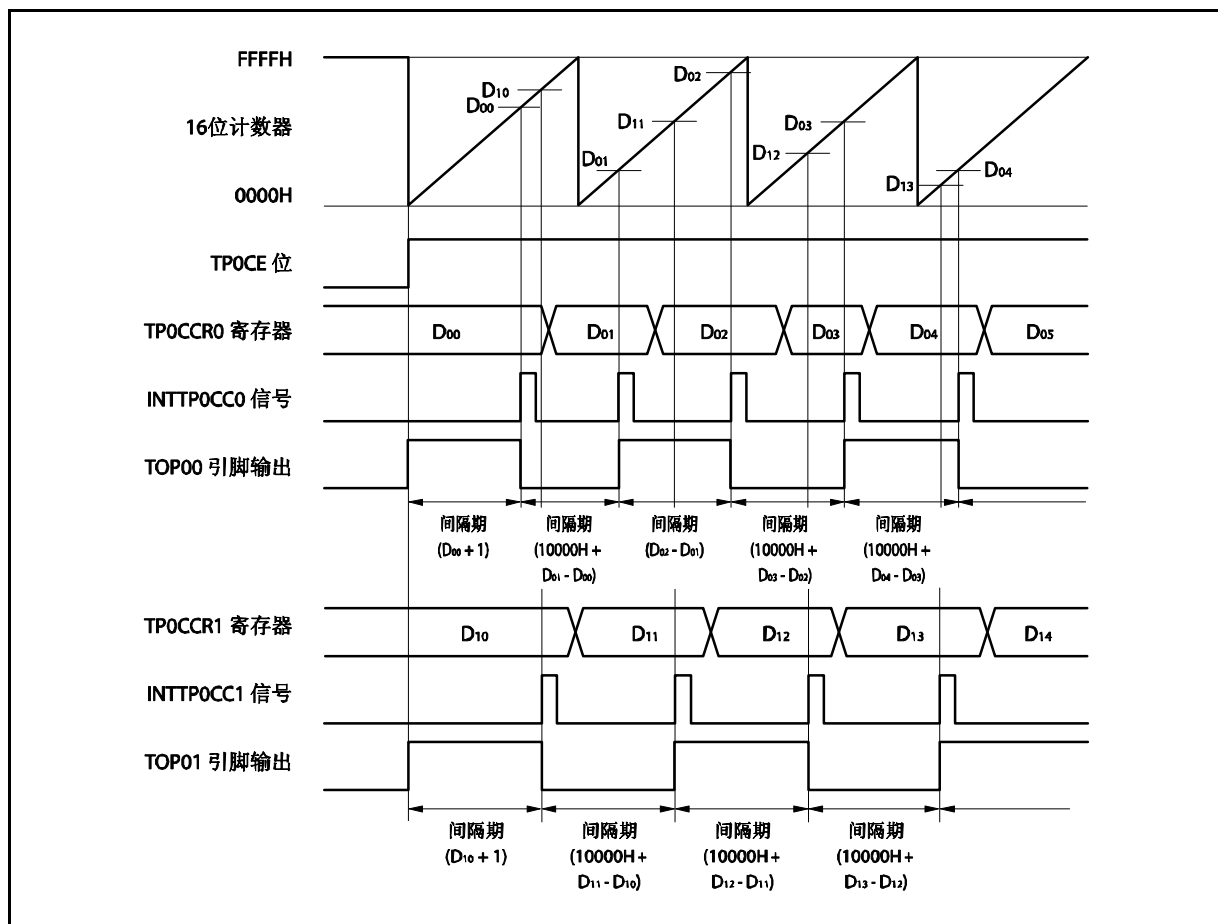 FFFFH
D10
D00
D02
16位计数器
D11
D03
D01
D12
0000H
D13
D04
TP0CE 位
TP0CCR0 寄存器
D00
D01
D02
D03
D04
D05
INTTP0CC0 信号
TOP00 引脚输出
间隔期
(D00 + 1)
间隔期
(10000H +
D01 - D00)
间隔期
(D02 - D01)
间隔期
(10000H +
D03 - D02)
间隔期
(10000H +
D04 - D03)
TP0CCR1 寄存器
D10
D11
D12
D13
D14
INTTP0CC1 信号
TOP01 引脚输出
间隔期
(D10 + 1)
间隔期
(10000H +
D11 - D10)
间隔期
(10000H +
D12 - D11)
间隔期
(10000H +
D13 - D12)